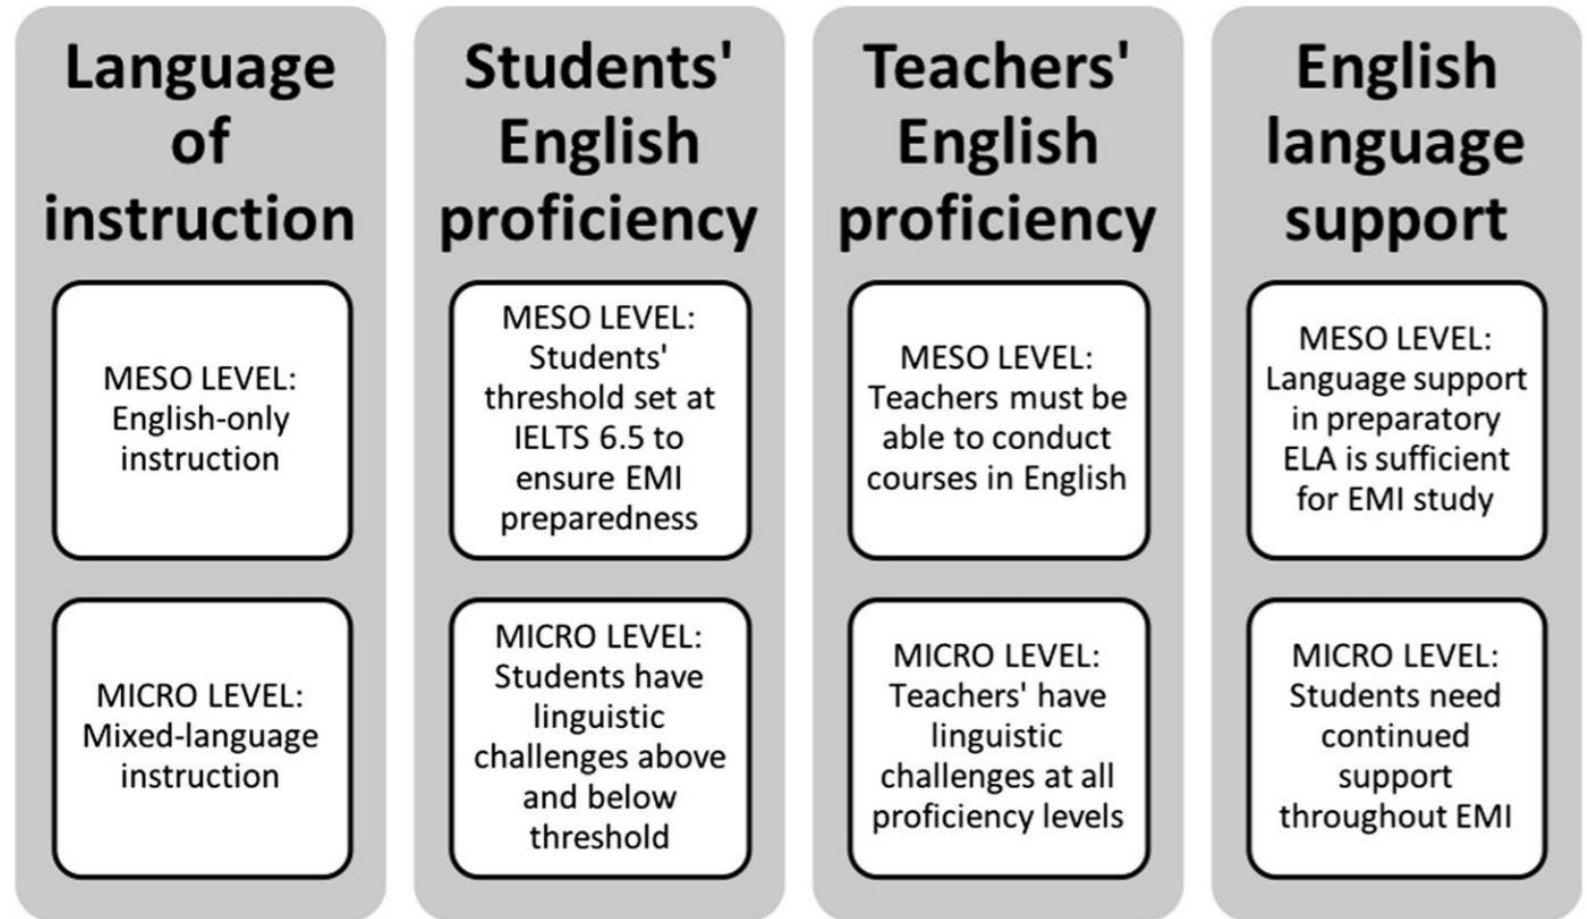 Language
of
instruction
MESO LEVEL:
English-only
instruction
MICRO LEVEL:
Mixed-language
instruction
Students'
English
proficiency
MESO LEVEL:
Students'
threshold set at
IELTS 6.5 to
ensure EMI
preparedness
MICRO LEVEL:
Students have
linguistic
challenges above
and below
threshold
Teachers'
English
proficiency
MESO LEVEL:
Teachers must be
able to conduct
courses in English
MICRO LEVEL:
Teachers' have
linguistic
challenges at all
proficiency levels
English
language
support
MESO LEVEL:
Language support
in preparatory
ELA is sufficient
for EMI study
MICRO LEVEL:
Students need
continued
support
throughout EMI